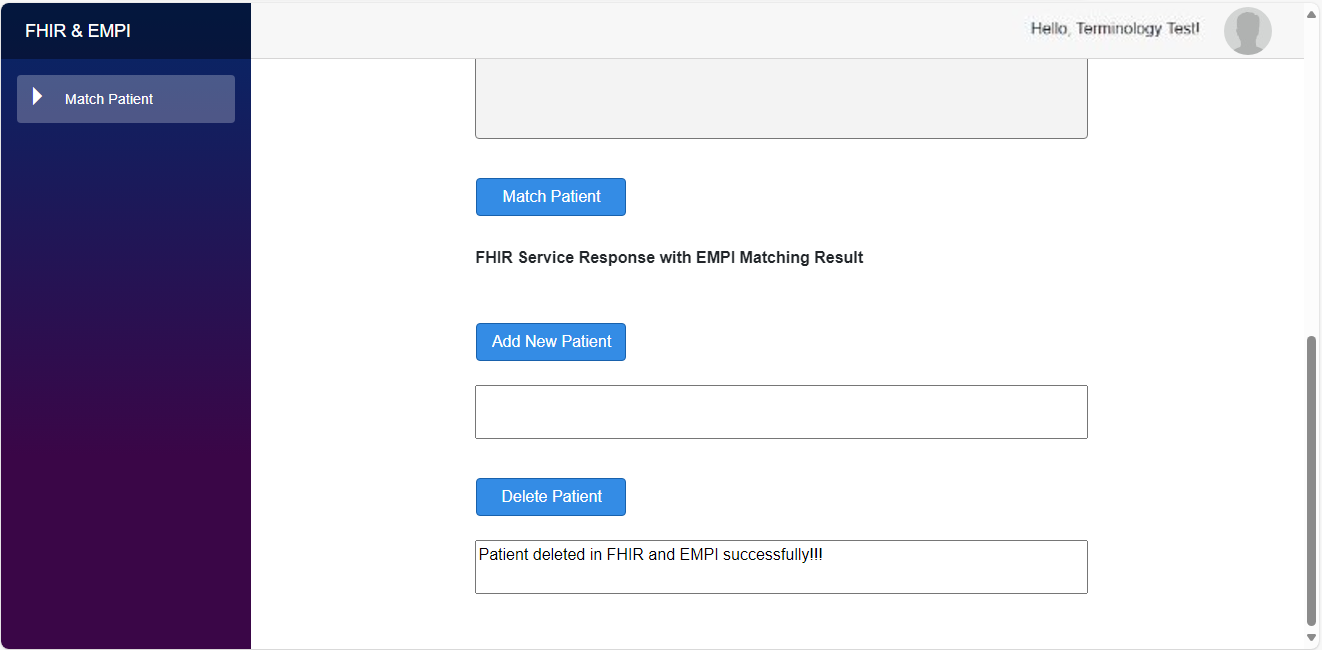 FHIR & EMPI
Hello, Terminology Test!
Match Patient
Match Patient
FHIR Service Response with EMPI Matching Result
Add New Patient
Delete Patient
Patient deleted in FHIR and EMPI successfully!!!